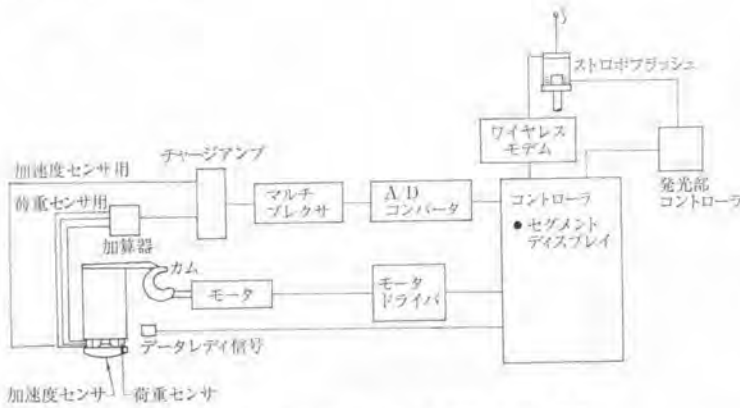 ストロボフラッシュ
ワイヤレス
モデム
発光部
コントローラ
チャージアンプ
加速度センサ用
荷重センサ用
加算器
マルチ
プレクサ
A/D
コンバータ
コントローラ
● セグメント
ディスプレイ
カム
モータ
モータ
ドライバ
データレディ信号
加速度センサ
荷重センサ